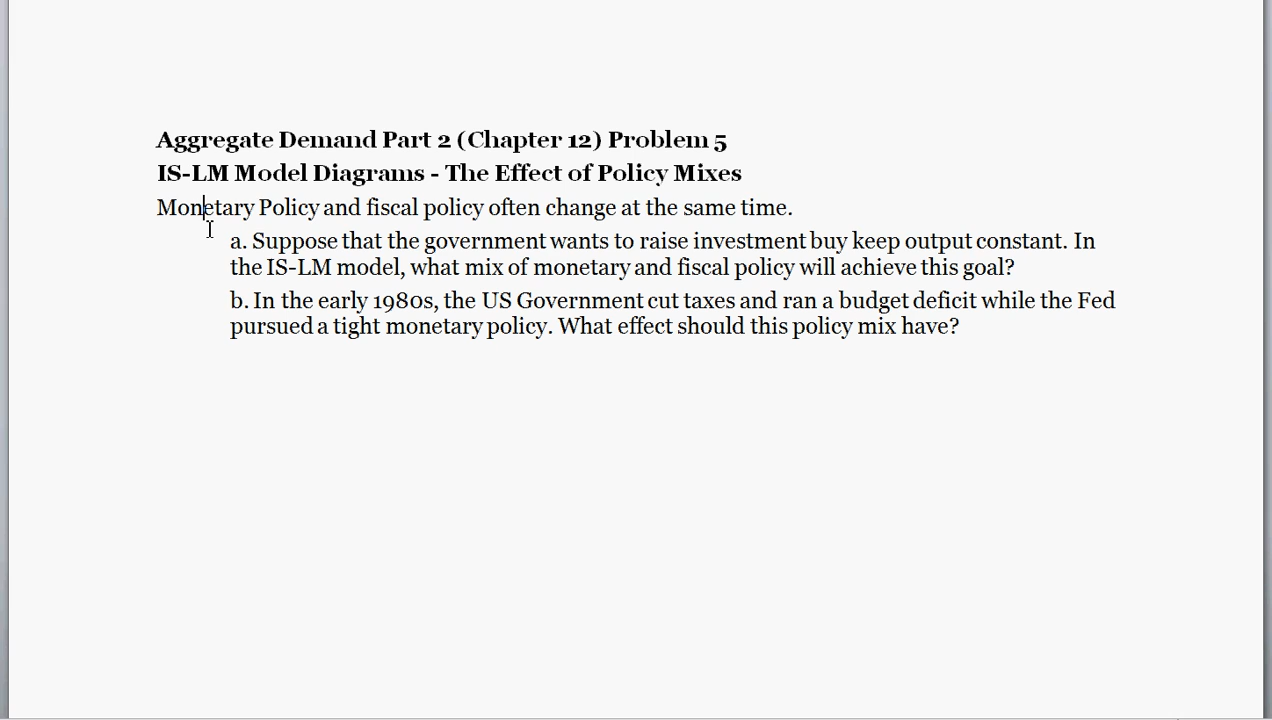 Aggregate Demand Part 2 (Chapter 12) Problem 5
IS-LM Model Diagrams - The Effect of Policy Mixes
Monetary Policy and fiscal policy often change at the same time.
a. Suppose that the government wants to raise investment buy keep output constant. In
the IS-LM model, what mix of monetary and fiscal policy will achieve this goal?
b. In the early 1980s, the US Government cut taxes and ran a budget deficit while the Fed
pursued a tight monetary policy. What effect should this policy mix have?